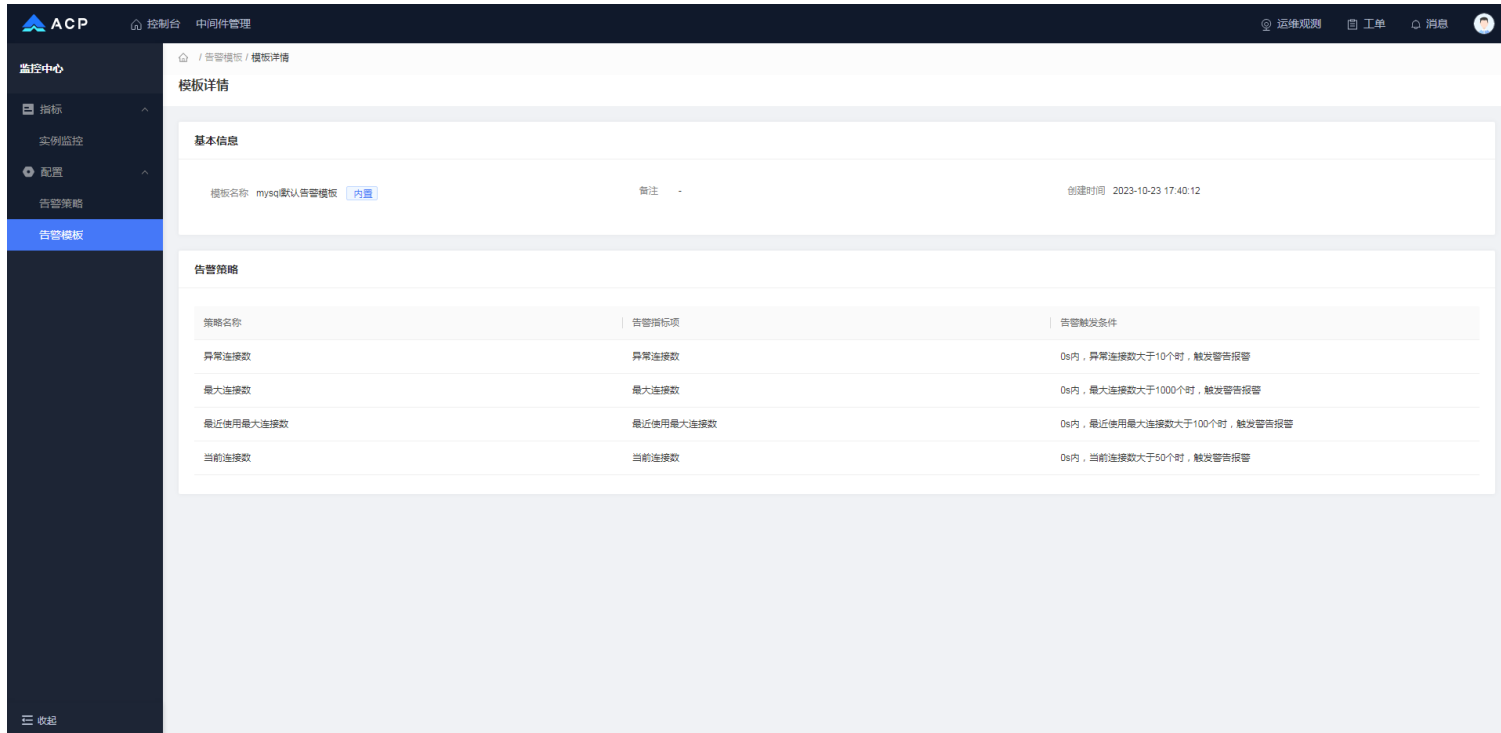 ACP 控制台 中间件管理 运维观测 工单 消息
监控中心
指标
实例监控
配置
告警策略
告警模板
收起
/ 告警模板 / 模板详情
模板详情
基本信息
模板名称 mysql默认告警模板 内置 备注 - 创建时间 2023-10-23 17:40:12
告警策略
策略名称 告警指标项 告警触发条件
异常连接数 异常连接数 0s内，异常连接数大于10个时，触发警告报警
最大连接数 最大连接数 0s内，最大连接数大于1000个时，触发警告报警
最近使用最大连接数 最近使用最大连接数 0s内，最近使用最大连接数大于100个时，触发警告报警
当前连接数 当前连接数 0s内，当前连接数大于50个时，触发警告报警